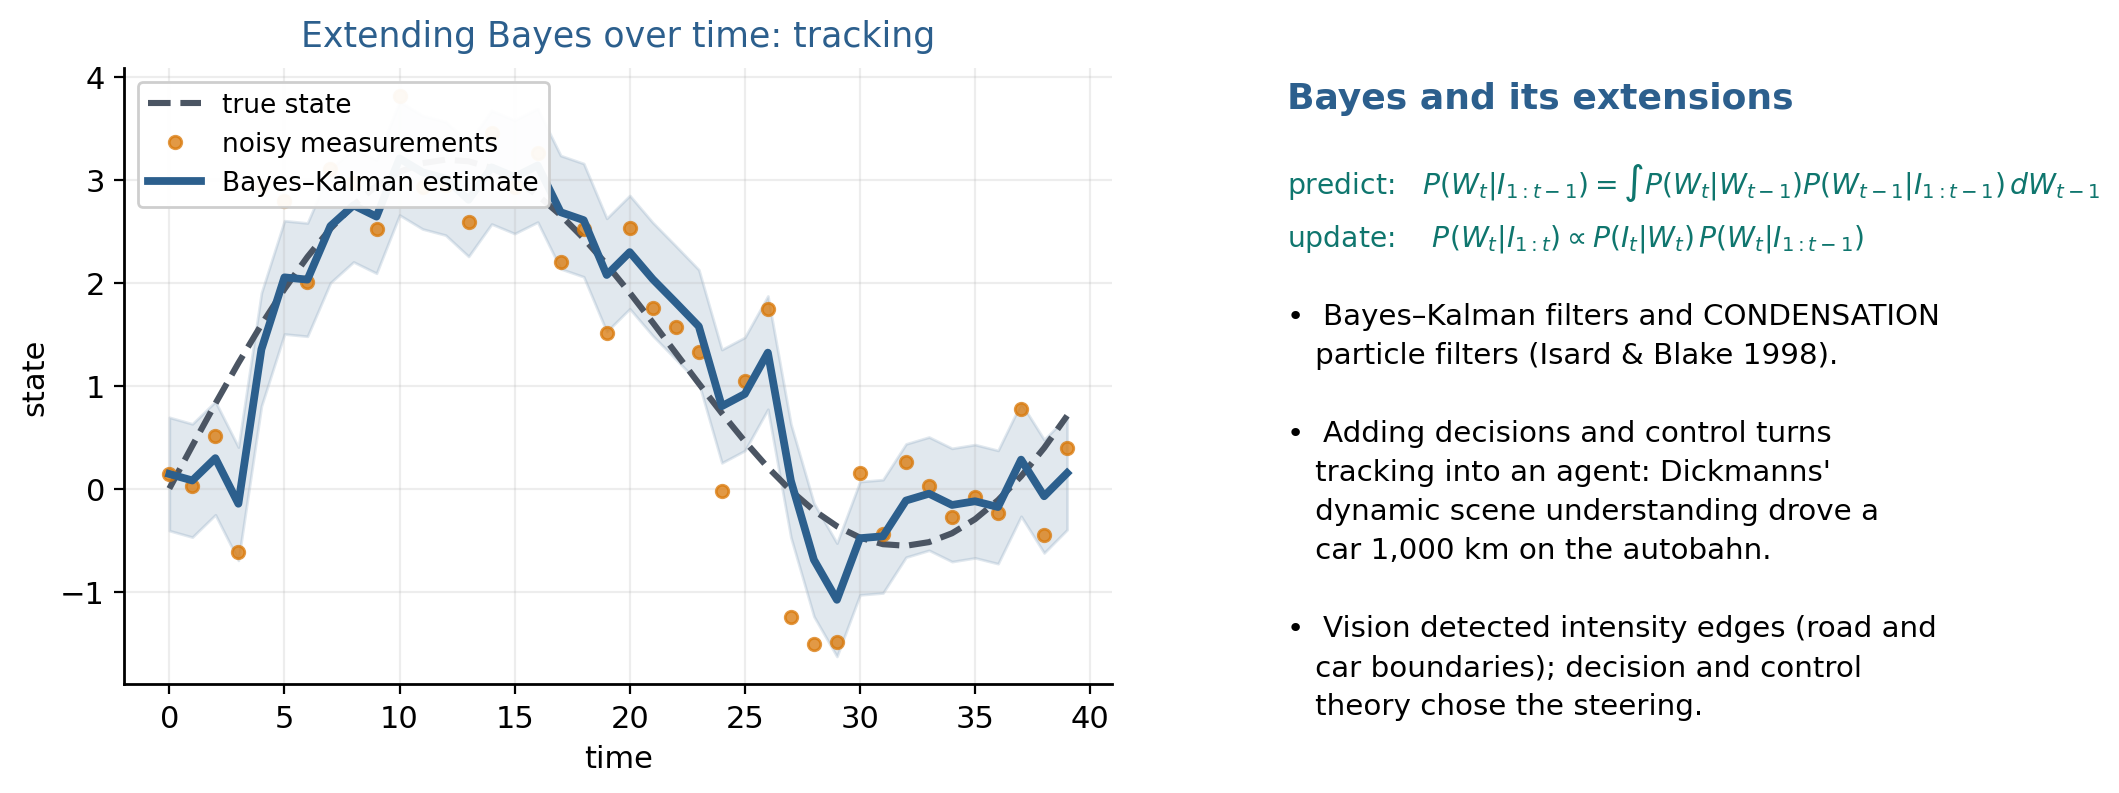 Extending Bayes over time: tracking
4
3
2
1
0
−1
state
true state
noisy measurements
Bayes–Kalman estimate
0 5 10 15 20 25 30 35 40
time
Bayes and its extensions
predict: P(W_t|I_{1:t−1}) = ∫P(W_t|W_{t−1})P(W_{t−1}|I_{1:t−1}) dW_{t−1}
update: P(W_t|I_{1:t}) ∝ P(I_t|W_t) P(W_t|I_{1:t−1})
• Bayes–Kalman filters and CONDENSATION
particle filters (Isard & Blake 1998).
• Adding decisions and control turns
tracking into an agent: Dickmanns'
dynamic scene understanding drove a
car 1,000 km on the autobahn.
• Vision detected intensity edges (road and
car boundaries); decision and control
theory chose the steering.